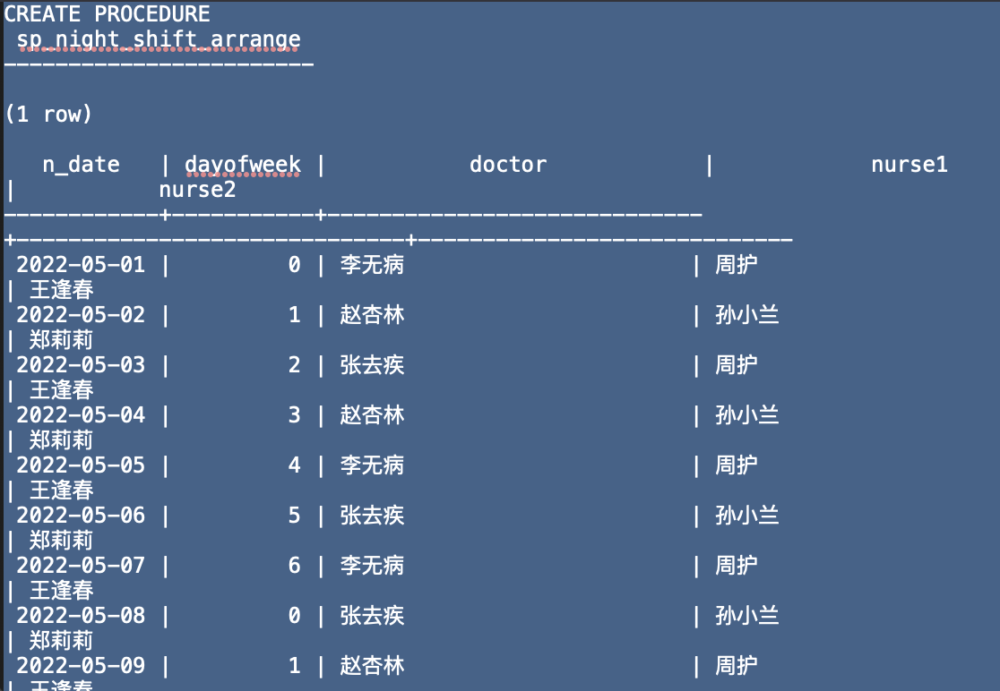 CREATE PROCEDURE
 sp_night_shift_arrange
------------------------
(1 row)
   n_date   | dayofweek |           doctor            |            nurse1
|           nurse2
------------+-----------+-----------------------------
+------------------------------+-----------------------------
 2022-05-01 |         0 | 李无病                       | 周护
| 王逢春
 2022-05-02 |         1 | 赵杏林                       | 孙小兰
| 郑莉莉
 2022-05-03 |         2 | 张去疾                       | 周护
| 王逢春
 2022-05-04 |         3 | 赵杏林                       | 孙小兰
| 郑莉莉
 2022-05-05 |         4 | 李无病                       | 周护
| 王逢春
 2022-05-06 |         5 | 张去疾                       | 孙小兰
| 郑莉莉
 2022-05-07 |         6 | 李无病                       | 周护
| 王逢春
 2022-05-08 |         0 | 张去疾                       | 孙小兰
| 郑莉莉
 2022-05-09 |         1 | 赵杏林                       | 周护
| 王逢春